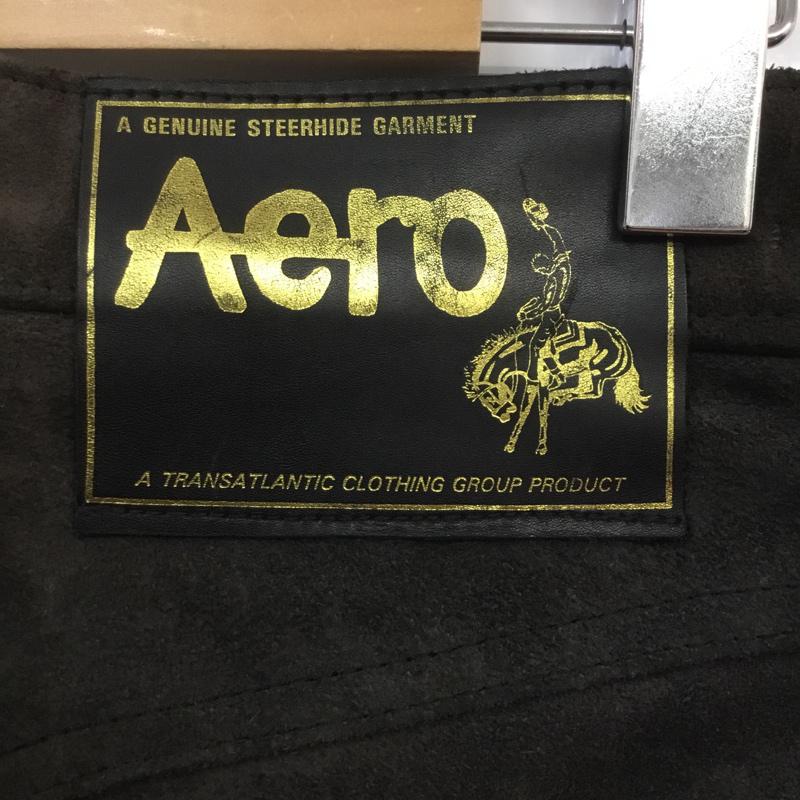 A GENUINE STEERHIDE GARMENT
Aero
A TRANSATLANTIC CLOTHING GROUP PRODUCT